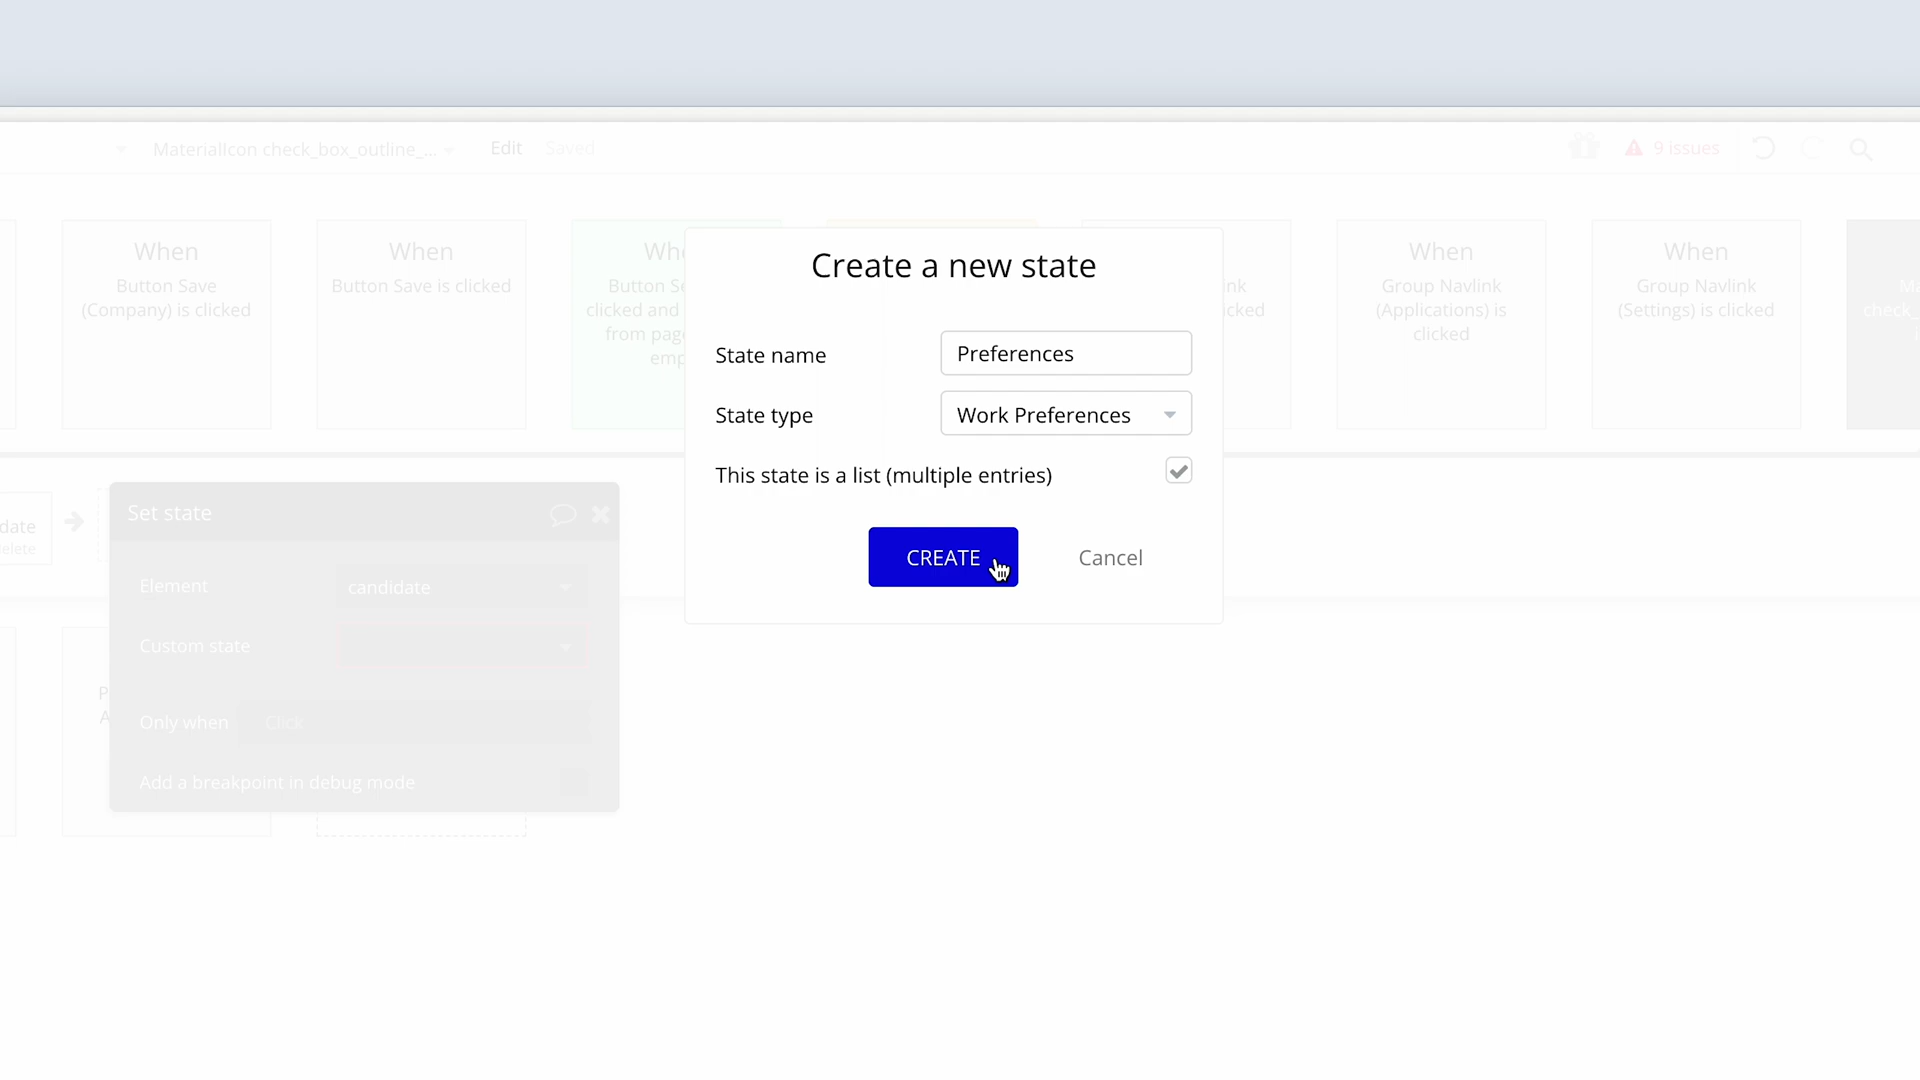 MaterialIcon check_box_outline_...
Edit
Saved
9 issues
When
Button Save
(Company) is clicked
When
Button Save is clicked
When
Group Navlink
(Applications) is
clicked
When
Group Navlink
(Settings) is clicked
Create a new state
State name
Preferences
State type
Work Preferences
This state is a list (multiple entries)
CREATE
Cancel
Set state
Element
candidate
Custom state
Only when
Click
Add a breakpoint in debug mode